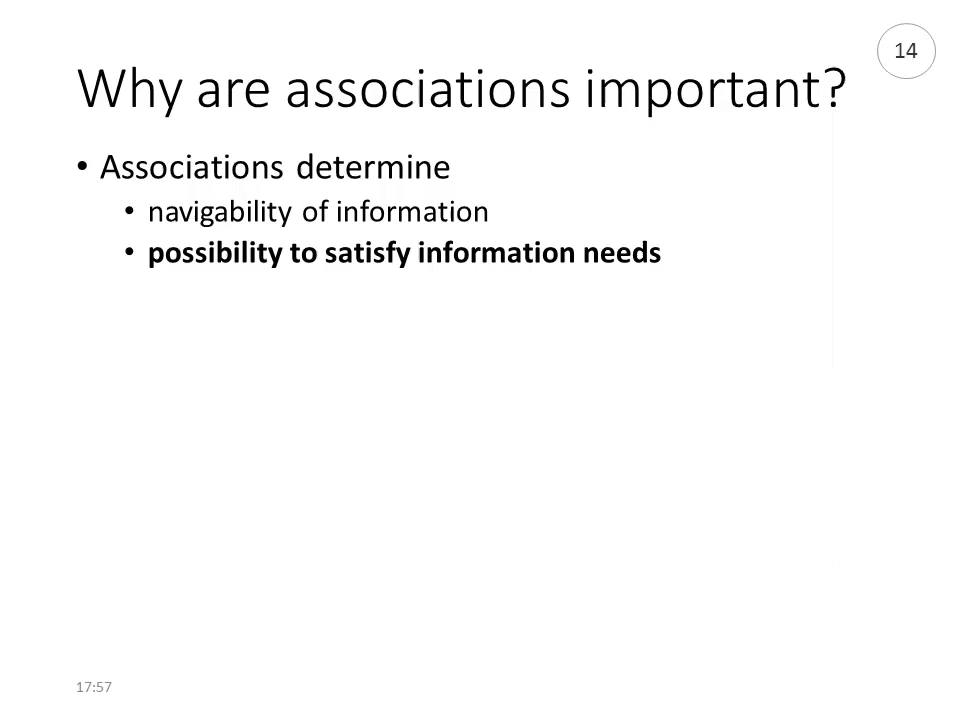 14
Why are associations important?
• Associations determine
• navigability of information
• possibility to satisfy information needs
17:57